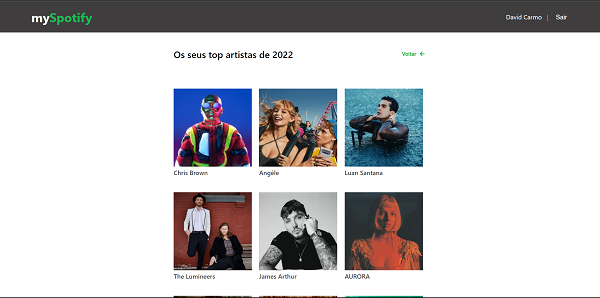 mySpotify
David Carmo | Sair
Os seus top artistas de 2022
Voltar ←
Chris Brown
Angèle
Luan Santana
The Lumineers
James Arthur
AURORA